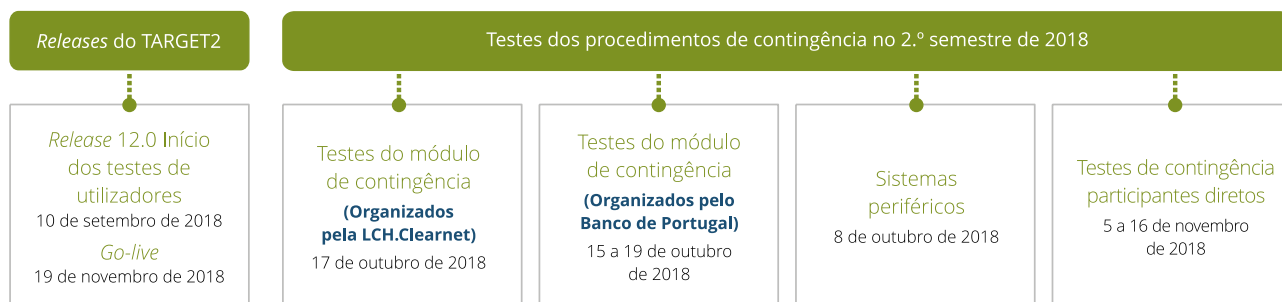 Releases do TARGET2
Testes dos procedimentos de contingência no 2.º semestre de 2018
Release 12.0 Início
dos testes de
utilizadores
10 de setembro de 2018
Go-live
19 de novembro de 2018
Testes do módulo
de contingência
(Organizados
pela LCH.Clearnet)
17 de outubro de 2018
Testes do módulo
de contingência
(Organizados pelo
Banco de Portugal)
15 a 19 de outubro
de 2018
Sistemas
periféricos
8 de outubro de 2018
Testes de contingência
participantes diretos
5 a 16 de novembro
de 2018